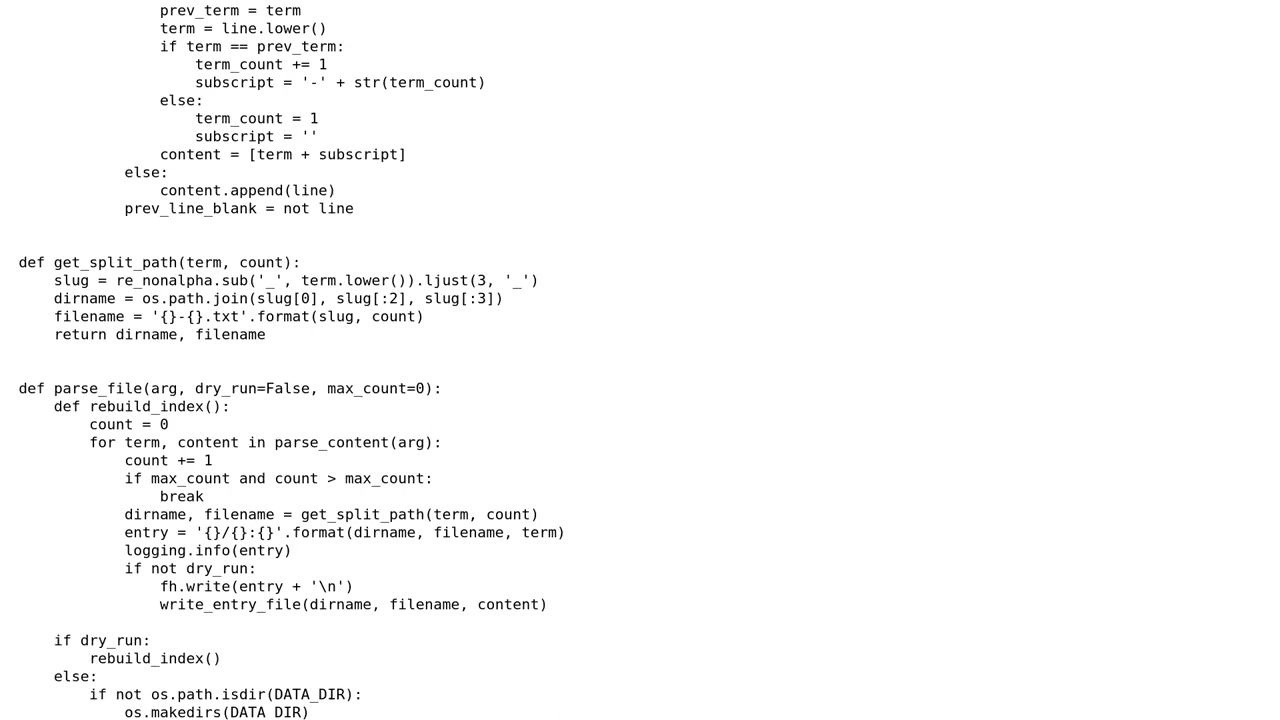 prev_term = term
term = line.lower()
if term == prev_term:
term_count += 1
subscript = '-' + str(term_count)
else:
term_count = 1
subscript = ''
content = [term + subscript]
else:
content.append(line)
prev_line_blank = not line
def get_split_path(term, count):
slug = re_nonalpha.sub('_', term.lower()).ljust(3, '_')
dirname = os.path.join(slug[0], slug[:2], slug[:3])
filename = '{}-{}.txt'.format(slug, count)
return dirname, filename
def parse_file(arg, dry_run=False, max_count=0):
def rebuild_index():
count = 0
for term, content in parse_content(arg):
count += 1
if max_count and count > max_count:
break
dirname, filename = get_split_path(term, count)
entry = '{}/{}:{}'.format(dirname, filename, term)
logging.info(entry)
if not dry_run:
fh.write(entry + '\n')
write_entry_file(dirname, filename, content)
if dry_run:
rebuild_index()
else:
if not os.path.isdir(DATA_DIR):
os.makedirs(DATA_DIR)